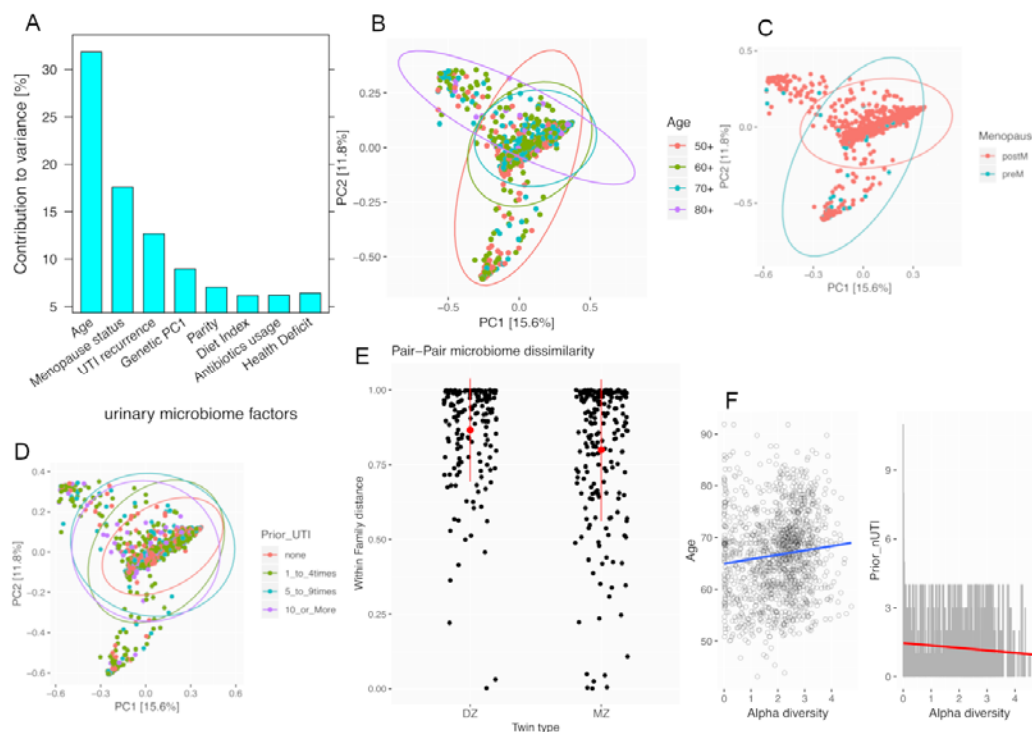 A
Contribution to variance [%]
30
25
20
15
10
5
Age
Menopause status
UTI recurrence
Genetic PC1
Parity
Diet Index
Antibiotics usage
Health Deficit
urinary microbiome factors
B
PC2 [11.8%]
0.25
0.00
−0.25
−0.50
−0.5
0.0
0.5
PC1 [15.6%]
Age
50+
60+
70+
80+
C
PC2 [11.8%]
0.5
0.0
−0.5
−0.6
−0.3
0.0
0.3
PC1 [15.6%]
Menopaus
postM
preM
D
PC2 [11.8%]
0.4
0.2
0.0
−0.2
−0.4
−0.6
−0.6
−0.3
0.0
0.3
0.6
PC1 [15.6%]
Prior_UTI
none
1_to_4times
5_to_9times
10_or_More
E
Pair−Pair microbiome dissimilarity
Within Family distance
1.00
0.75
0.50
0.25
0.00
DZ
MZ
Twin type
F
Age
90
80
70
60
50
0
1
2
3
4
Alpha diversity
Prior_nUTI
9
6
3
0
0
1
2
3
4
Alpha diversity